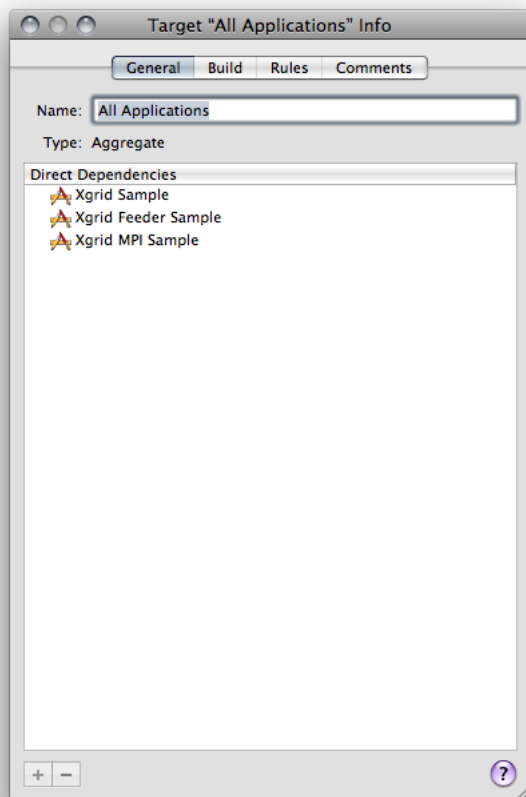 Target “All Applications” Info
General Build Rules Comments
Name: All Applications
Type: Aggregate
Direct Dependencies
Xgrid Sample
Xgrid Feeder Sample
Xgrid MPI Sample
+ − ?